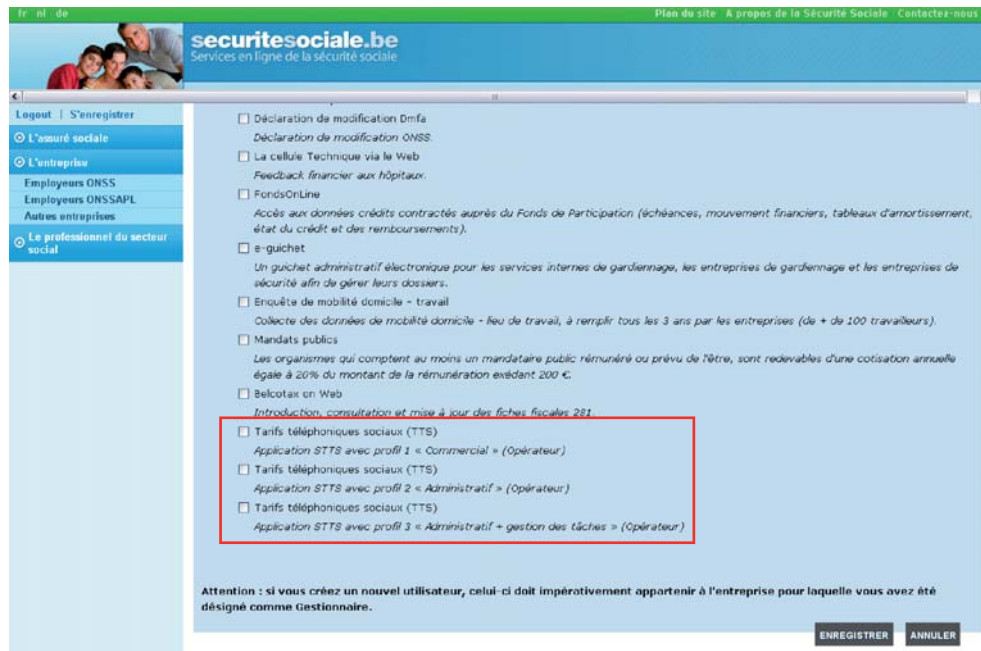 fr nl de
Plan du site A propos de la Sécurité Sociale Contactez-nous
securitesociale.be
Services en ligne de la sécurité sociale
Logout | S'enregistrer
L'assuré sociale
L'entreprise
Employeurs ONSS
Employeurs ONSSAPL
Autres entreprises
Le professionnel du secteur
social
Déclaration de modification Dmfa
Déclaration de modification ONSS.
La cellule Technique via le Web
Feedback financier aux hôpitaux.
FondsOnLine
Accès aux données crédits contractés auprès du Fonds de Participation (échéances, mouvement financiers, tableaux d'amortissement,
état du crédit et des remboursements).
e-guichet
Un guichet administratif électronique pour les services internes de gardiennage, les entreprises de gardiennage et les entreprises de
sécurité afin de gérer leurs dossiers.
Enquête de mobilité domicile - travail
Collecte des données de mobilité domicile - lieu de travail, à remplir tous les 3 ans par les entreprises (de + de 100 travailleurs).
Mandats publics
Les organismes qui comptent au moins un mandataire public rémunéré ou prévu de l'être, sont redevables d'une cotisation annuelle
égale à 20% du montant de la rémunération exédant 200 €.
Belcotax on Web
Introduction, consultation et mise à jour des fiches fiscales 281.
Tarifs téléphoniques sociaux (TTS)
Application STTS avec profil 1 « Commercial » (Opérateur)
Tarifs téléphoniques sociaux (TTS)
Application STTS avec profil 2 « Administratif » (Opérateur)
Tarifs téléphoniques sociaux (TTS)
Application STTS avec profil 3 « Administratif + gestion des tâches » (Opérateur)
Attention : si vous créez un nouvel utilisateur, celui-ci doit impérativement appartenir à l'entreprise pour laquelle vous avez été
désigné comme Gestionnaire.
ENREGISTRER ANNULER